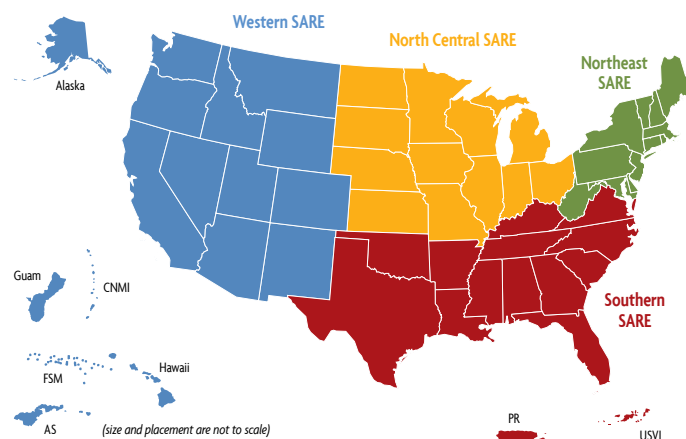 Western SARE
North Central SARE
Northeast
SARE
Alaska
Guam
CNMI
Southern
SARE
FSM
Hawaii
AS
(size and placement are not to scale)
PR
USVI